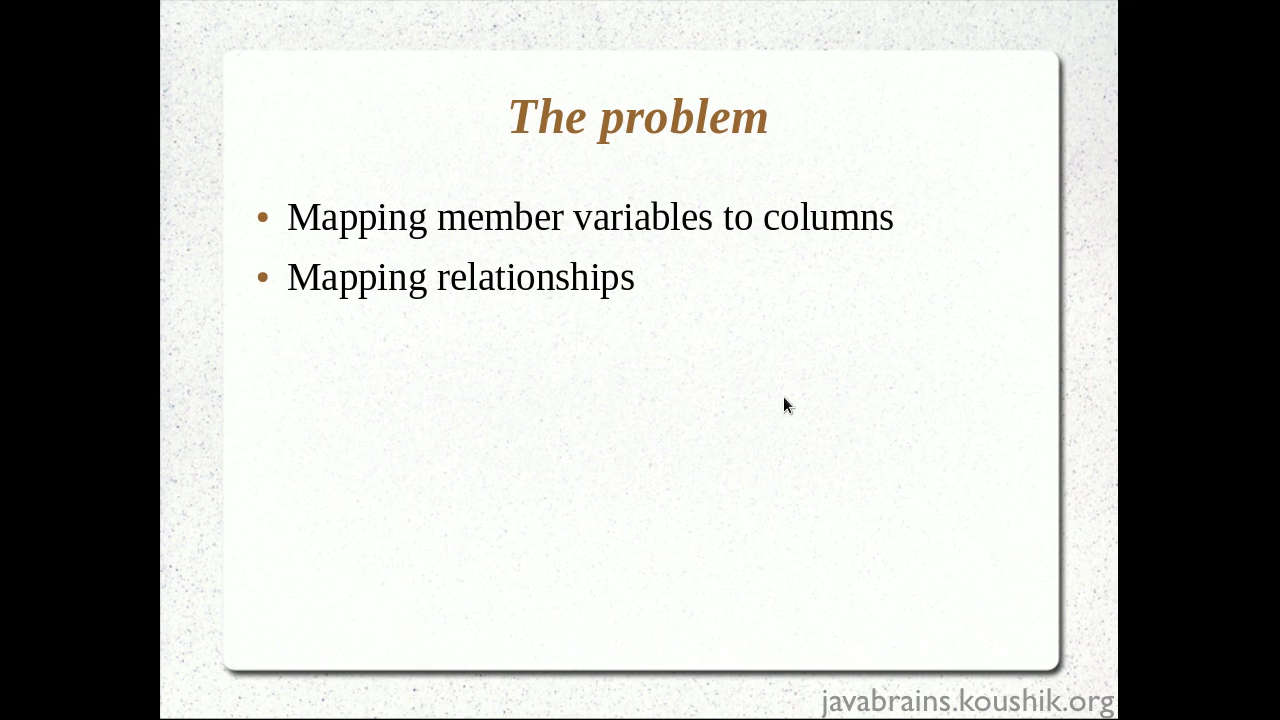 The problem
• Mapping member variables to columns
• Mapping relationships
javabrains.koushik.org